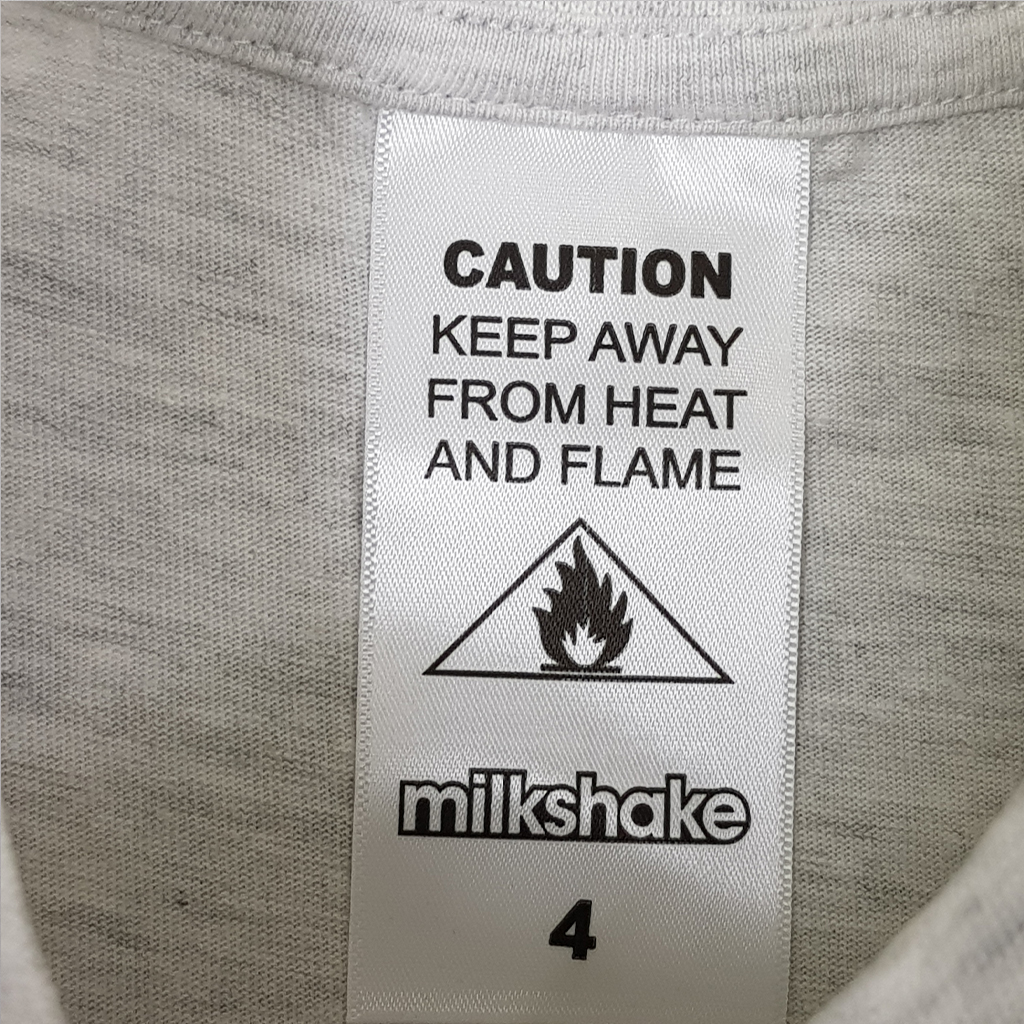 CAUTION
KEEP AWAY
FROM HEAT
AND FLAME
milkshake
4